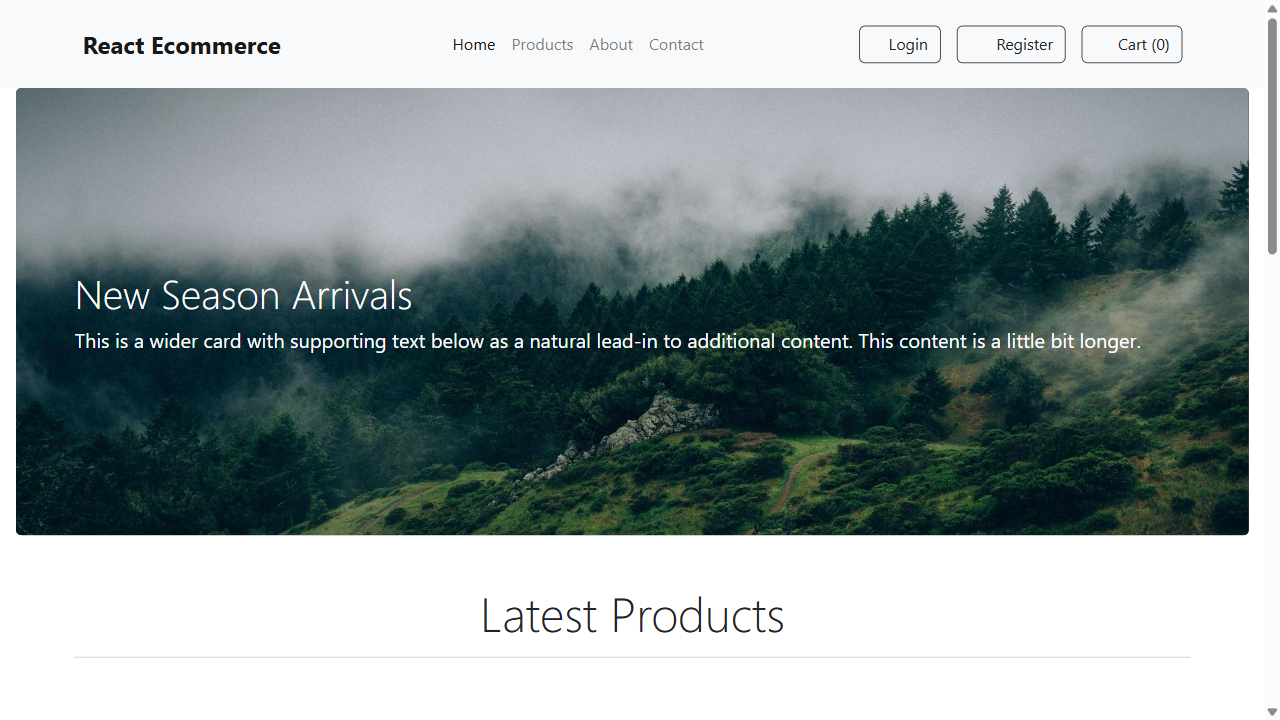 React Ecommerce
Home Products About Contact
Login Register Cart (0)
New Season Arrivals
This is a wider card with supporting text below as a natural lead-in to additional content. This content is a little bit longer.
Latest Products